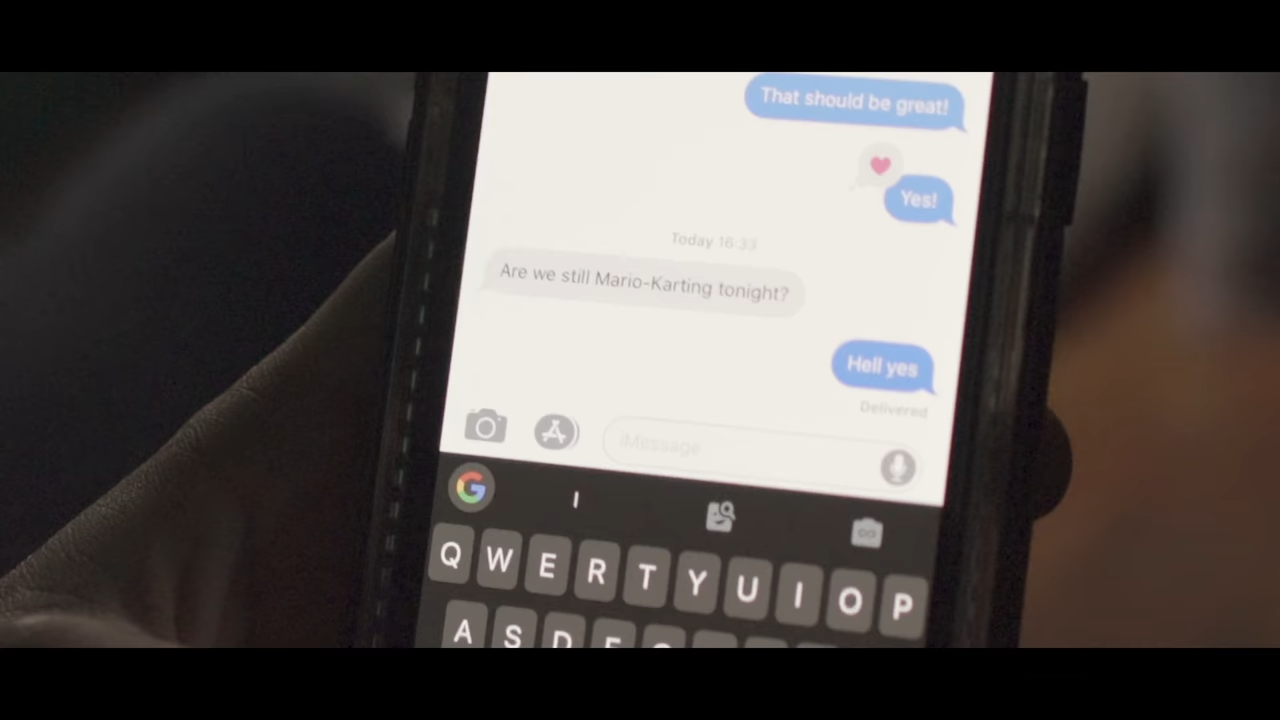 That should be great!
Yes!
Today 16:33
Are we still Mario-Karting tonight?
Hell yes
Delivered
iMessage
G
I
Q W E R T Y U I O P
A S D